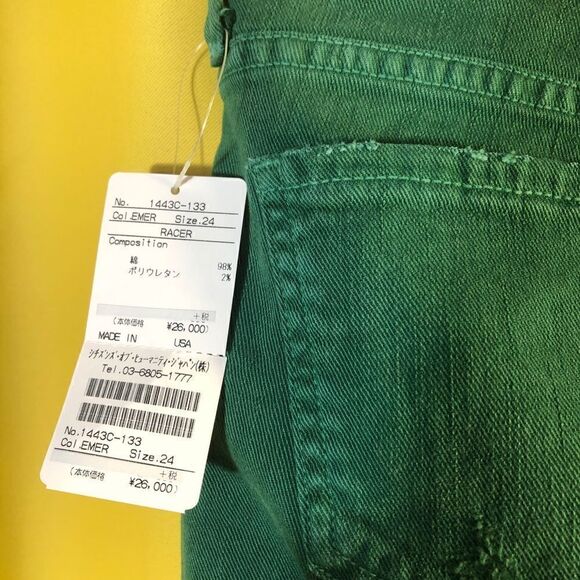 No. 1443C-133
Col.EMER Size.24
RACER
Composition
綿 98%
ポリウレタン 2%
+税
(本体価格 ¥26,000)
MADE IN USA
シチズンズ・オブ・ヒューマニティ・ジャパン(株)
Tel.03-6805-1777
No.1443C-133
Col.EMER Size.24
+税
(本体価格 ¥26,000)